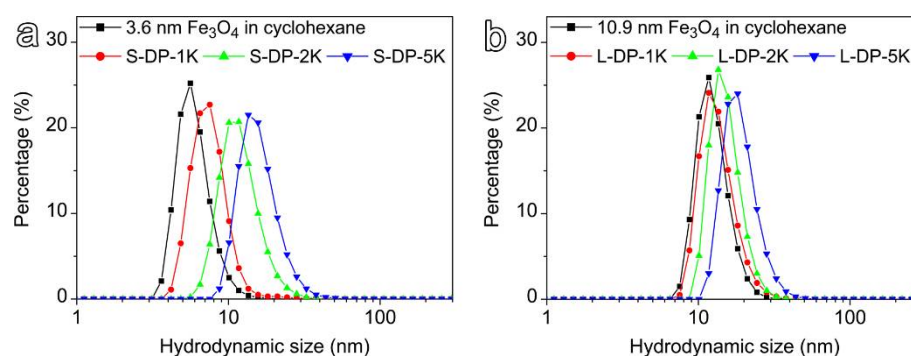 a
3.6 nm Fe₃O₄ in cyclohexane
S-DP-1K S-DP-2K S-DP-5K
Percentage (%)
30
20
10
0
1 10 100
Hydrodynamic size (nm)
b
10.9 nm Fe₃O₄ in cyclohexane
L-DP-1K L-DP-2K L-DP-5K
Percentage (%)
30
20
10
0
1 10 100
Hydrodynamic size (nm)